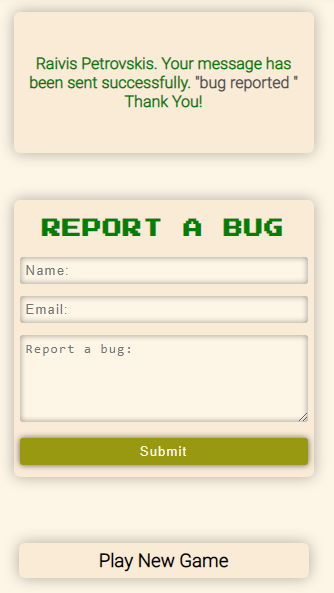 Raivis Petrovskis. Your message has
been sent successfully. "bug reported "
Thank You!
REPORT A BUG
Name:
Email:
Report a bug:
Submit
Play New Game